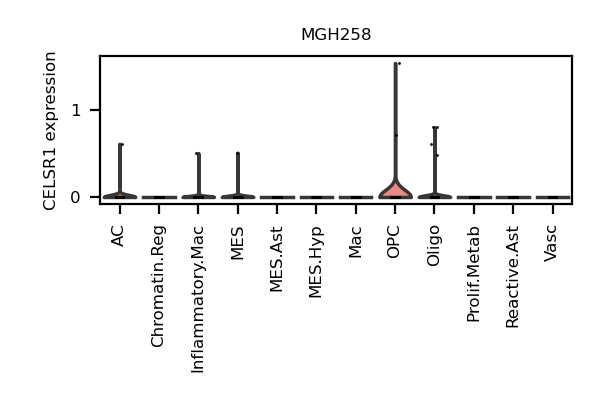 MGH258
CELSR1 expression
1
0
AC
Chromatin.Reg
Inflammatory.Mac
MES
MES.Ast
MES.Hyp
Mac
OPC
Oligo
Prolif.Metab
Reactive.Ast
Vasc